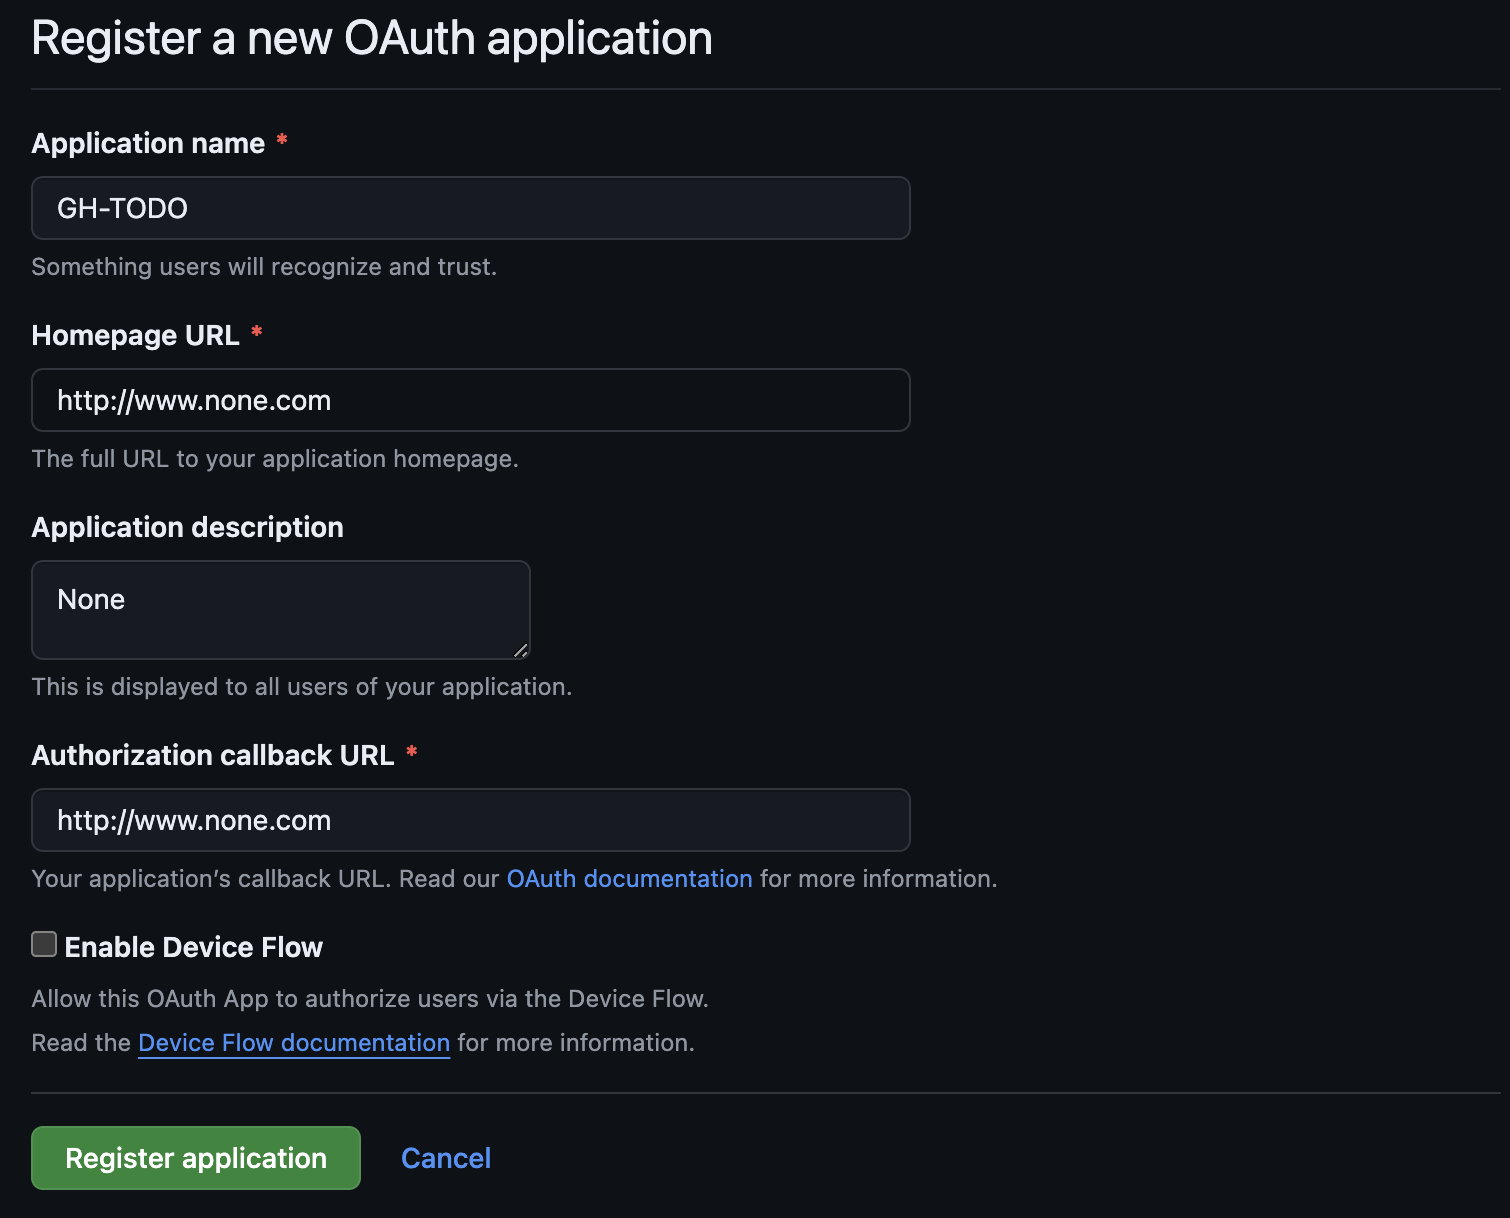 Register a new OAuth application
Application name *
GH-TODO
Something users will recognize and trust.
Homepage URL *
http://www.none.com
The full URL to your application homepage.
Application description
None
This is displayed to all users of your application.
Authorization callback URL *
http://www.none.com
Your application’s callback URL. Read our OAuth documentation for more information.
Enable Device Flow
Allow this OAuth App to authorize users via the Device Flow.
Read the Device Flow documentation for more information.
Register application Cancel